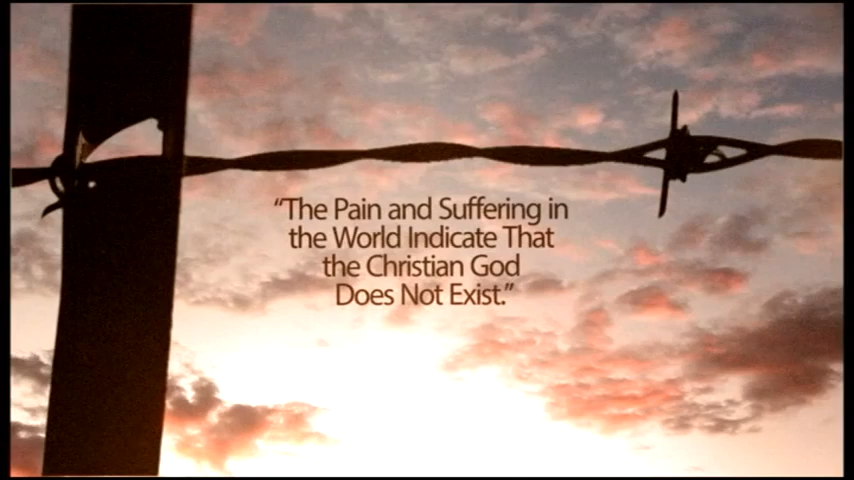 “The Pain and Suffering in
the World Indicate That
the Christian God
Does Not Exist.”